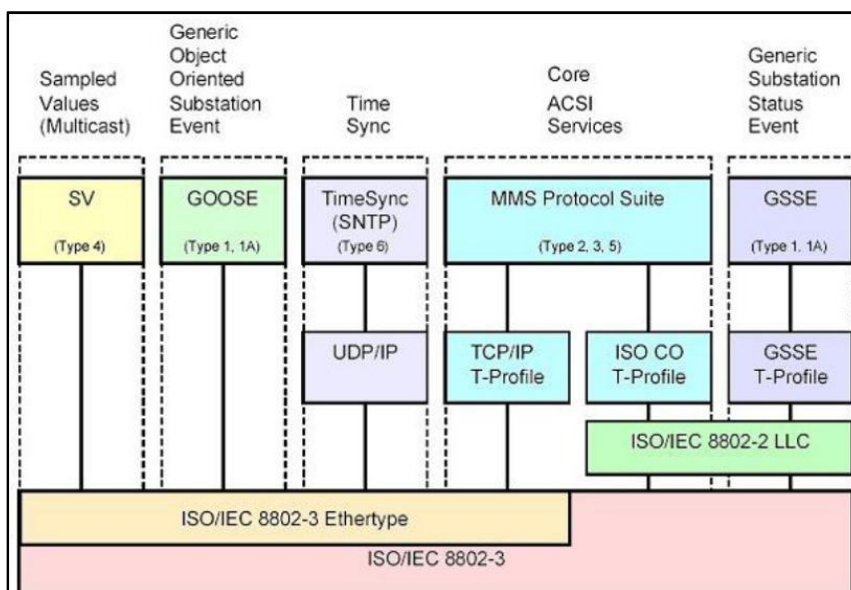 Sampled
Values
(Multicast)
Generic
Object
Oriented
Substation
Event
Time
Sync
Core
ACSI
Services
Generic
Substation
Status
Event
SV
(Type 4)
GOOSE
(Type 1, 1A)
TimeSync
(SNTP)
(Type 6)
MMS Protocol Suite
(Type 2, 3, 5)
GSSE
(Type 1, 1A)
UDP/IP
TCP/IP
T-Profile
ISO CO
T-Profile
GSSE
T-Profile
ISO/IEC 8802-2 LLC
ISO/IEC 8802-3 Ethertype
ISO/IEC 8802-3